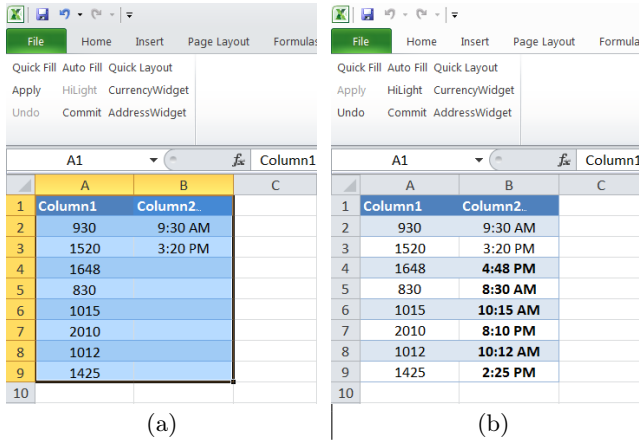 File Home Insert Page Layout Formulas
Quick Fill Auto Fill Quick Layout
Apply HiLight CurrencyWidget
Undo Commit AddressWidget
A1 fx Column1
A B C
1 Column1 Column2..
2 930 9:30 AM
3 1520 3:20 PM
4 1648
5 830
6 1015
7 2010
8 1012
9 1425
10
(a)
File Home Insert Page Layout Formula
Quick Fill Auto Fill Quick Layout
Apply HiLight CurrencyWidget
Undo Commit AddressWidget
A1 fx Column1
A B C
1 Column1 Column2..
2 930 9:30 AM
3 1520 3:20 PM
4 1648 4:48 PM
5 830 8:30 AM
6 1015 10:15 AM
7 2010 8:10 PM
8 1012 10:12 AM
9 1425 2:25 PM
10
(b)